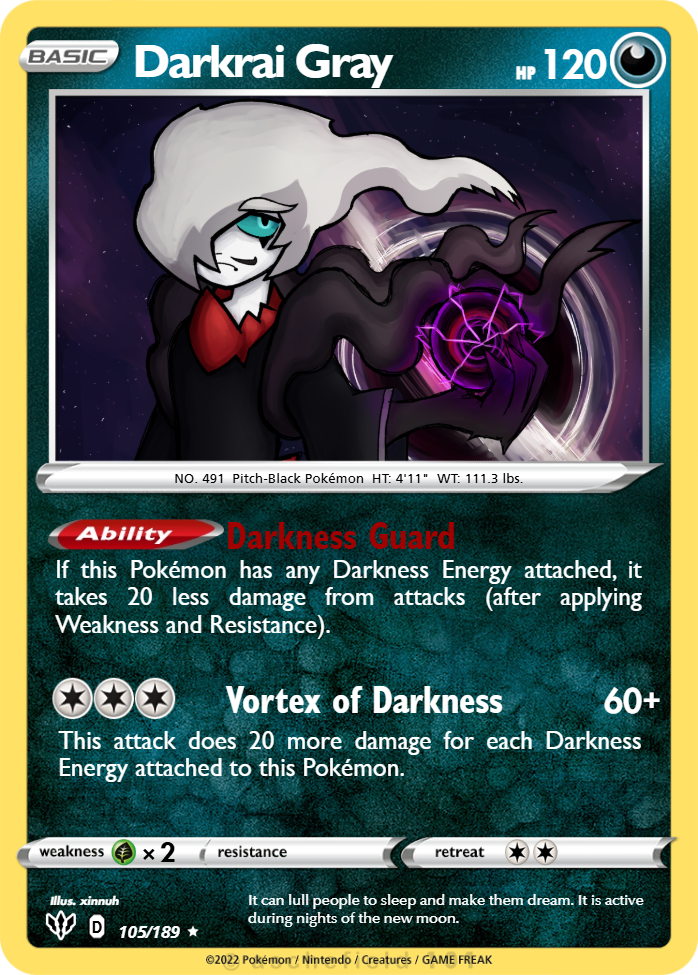 BASIC Darkrai Gray HP 120
NO. 491 Pitch-Black Pokémon HT: 4'11" WT: 111.3 lbs.
Ability Darkness Guard
If this Pokémon has any Darkness Energy attached, it
takes 20 less damage from attacks (after applying
Weakness and Resistance).
Vortex of Darkness 60+
This attack does 20 more damage for each Darkness
Energy attached to this Pokémon.
weakness × 2 resistance retreat
Illus. xinnuh
D 105/189 ★
It can lull people to sleep and make them dream. It is active
during nights of the new moon.
©2022 Pokémon / Nintendo / Creatures / GAME FREAK